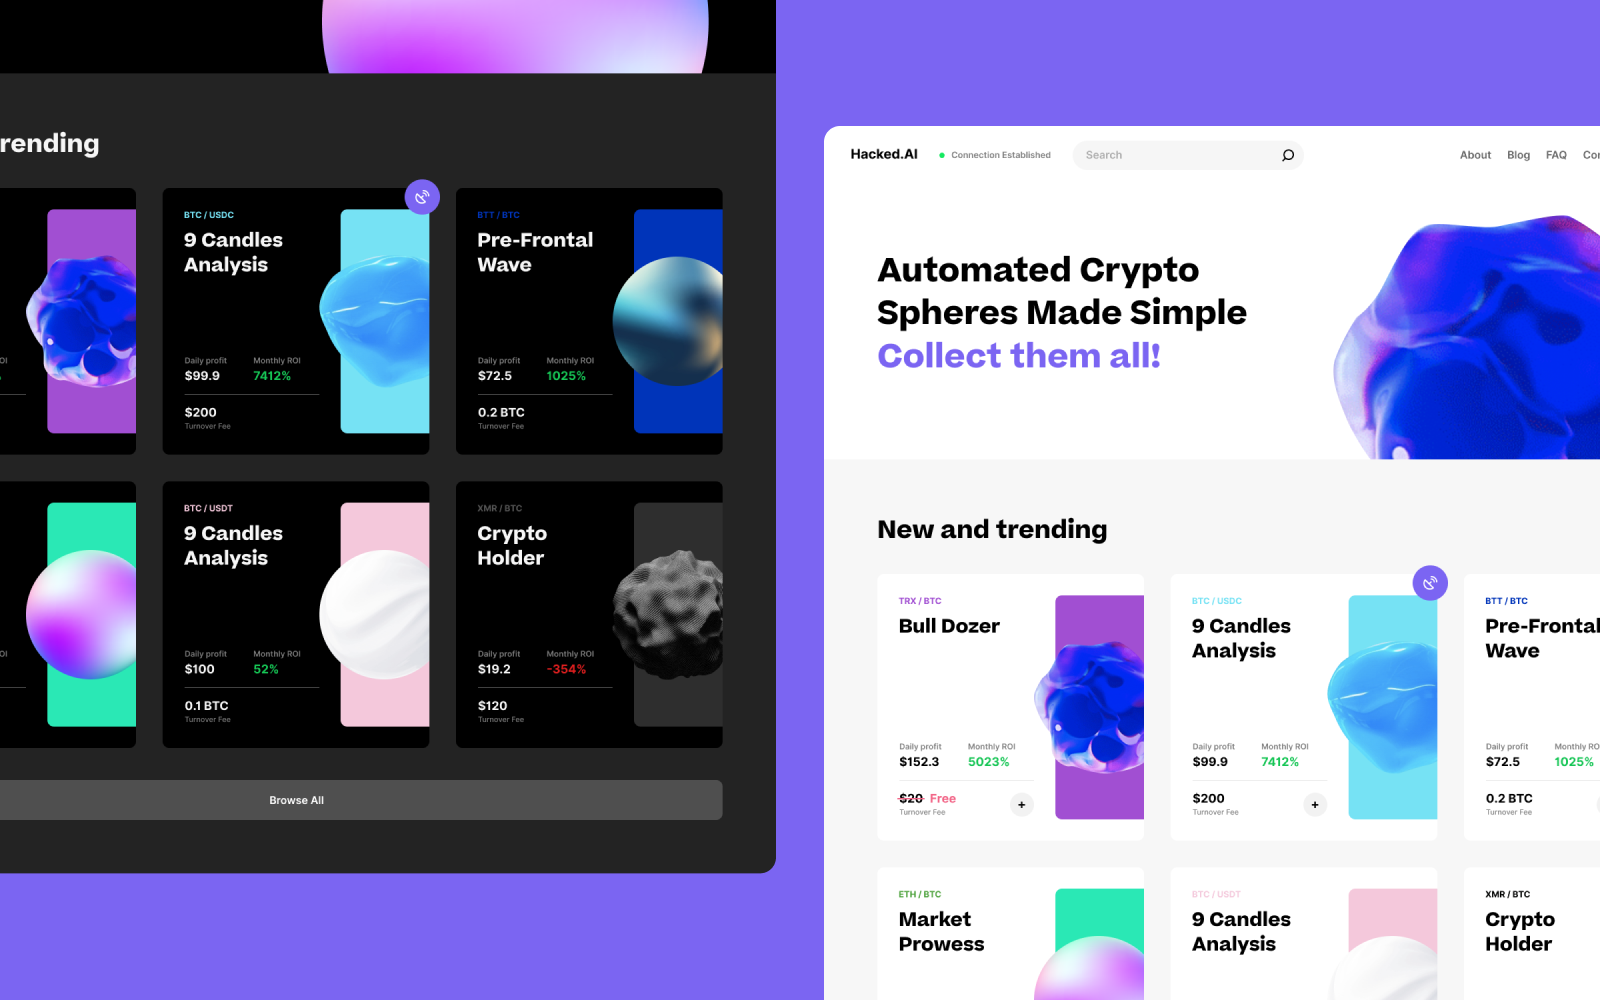 rending
BTC / USDC
9 Candles
Analysis
Daily profit
Monthly ROI
$99.9
7412%
$200
Turnover Fee
BTT / BTC
Pre-Frontal
Wave
Daily profit
Monthly ROI
$72.5
1025%
0.2 BTC
Turnover Fee
BTC / USDT
9 Candles
Analysis
Daily profit
Monthly ROI
$100
52%
0.1 BTC
Turnover Fee
XMR / BTC
Crypto
Holder
Daily profit
Monthly ROI
$19.2
-354%
$120
Turnover Fee
Browse All
Hacked.AI
Connection Established
Search
About
Blog
FAQ
Automated Crypto
Spheres Made Simple
Collect them all!
New and trending
TRX / BTC
Bull Dozer
Daily profit
Monthly ROI
$152.3
5023%
$20 Free
Turnover Fee
+
BTC / USDC
9 Candles
Analysis
Daily profit
Monthly ROI
$99.9
7412%
$200
Turnover Fee
+
BTT / BTC
Pre-Frontal
Wave
Daily profit
Monthly RO
$72.5
1025%
0.2 BTC
Turnover Fee
ETH / BTC
Market
Prowess
BTC / USDT
9 Candles
Analysis
XMR / BTC
Crypto
Holder